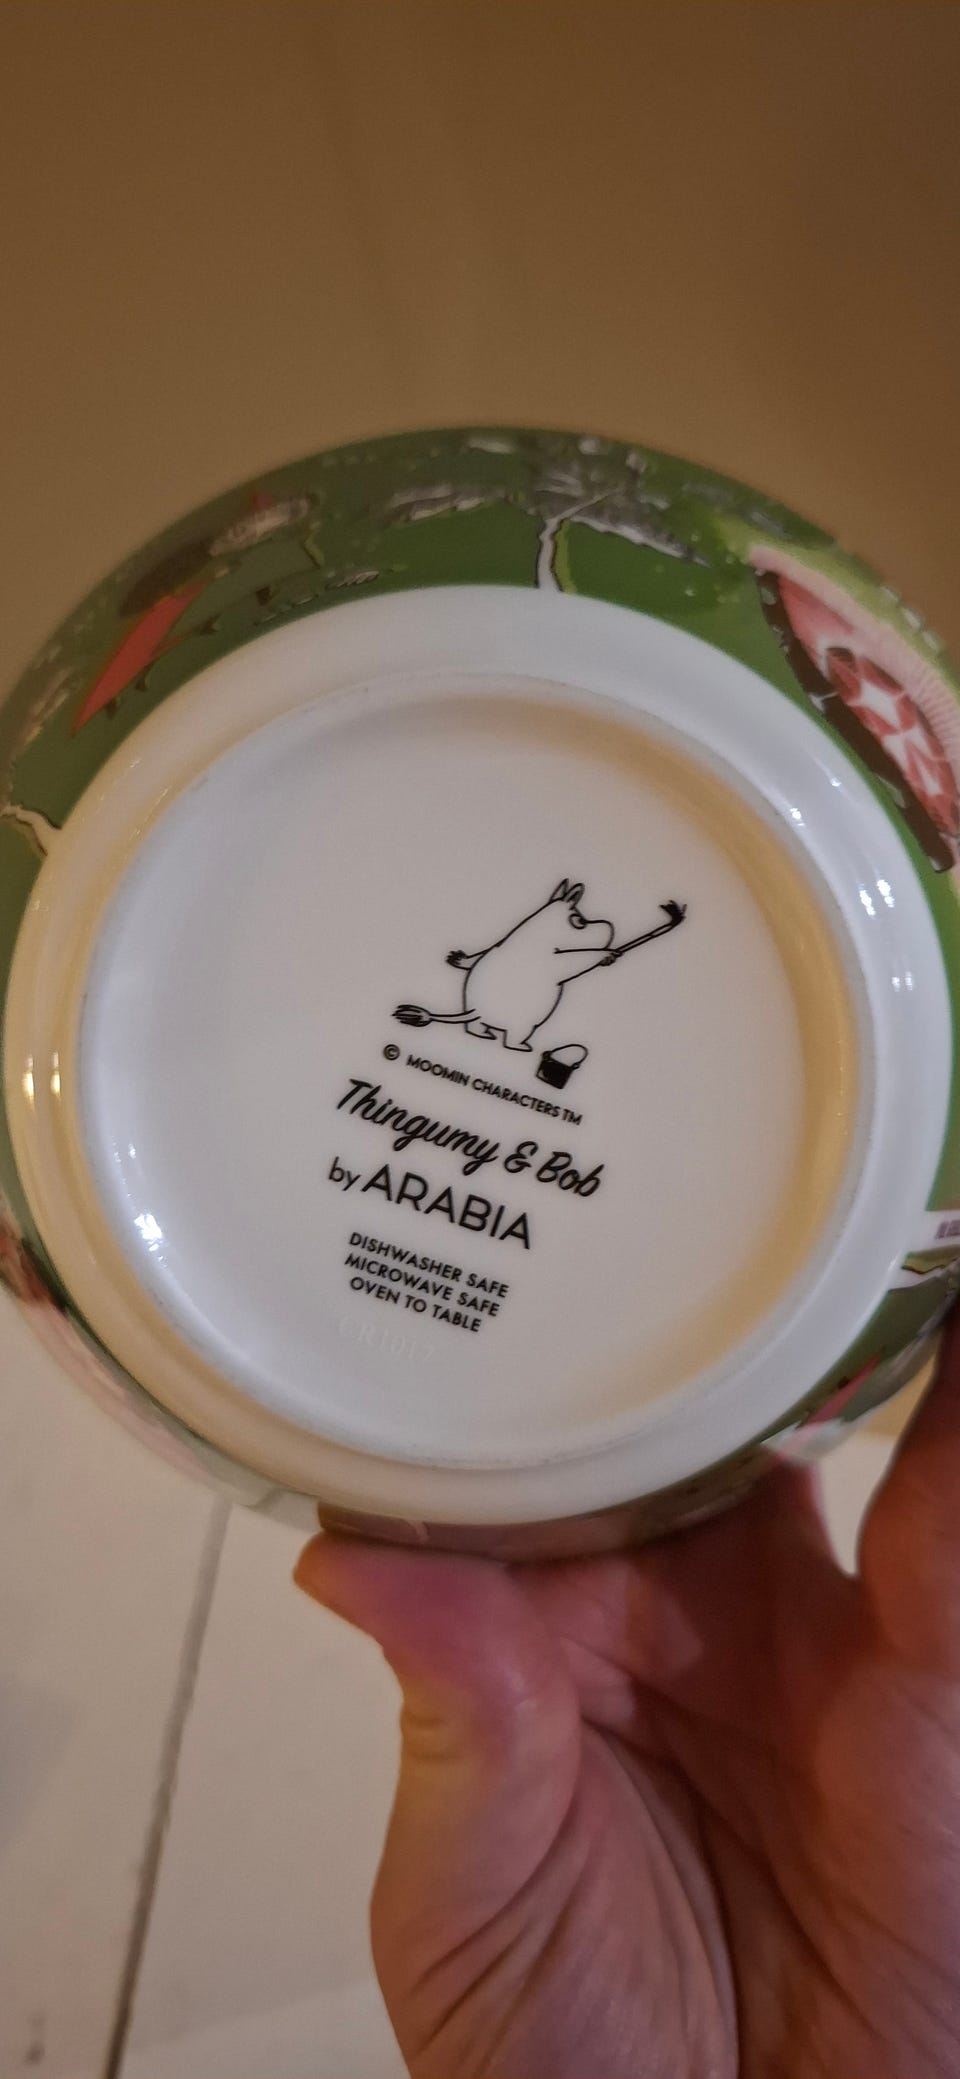 © MOOMIN CHARACTERS TM
Thingumy & Bob
by ARABIA
DISHWASHER SAFE
MICROWAVE SAFE
OVEN TO TABLE